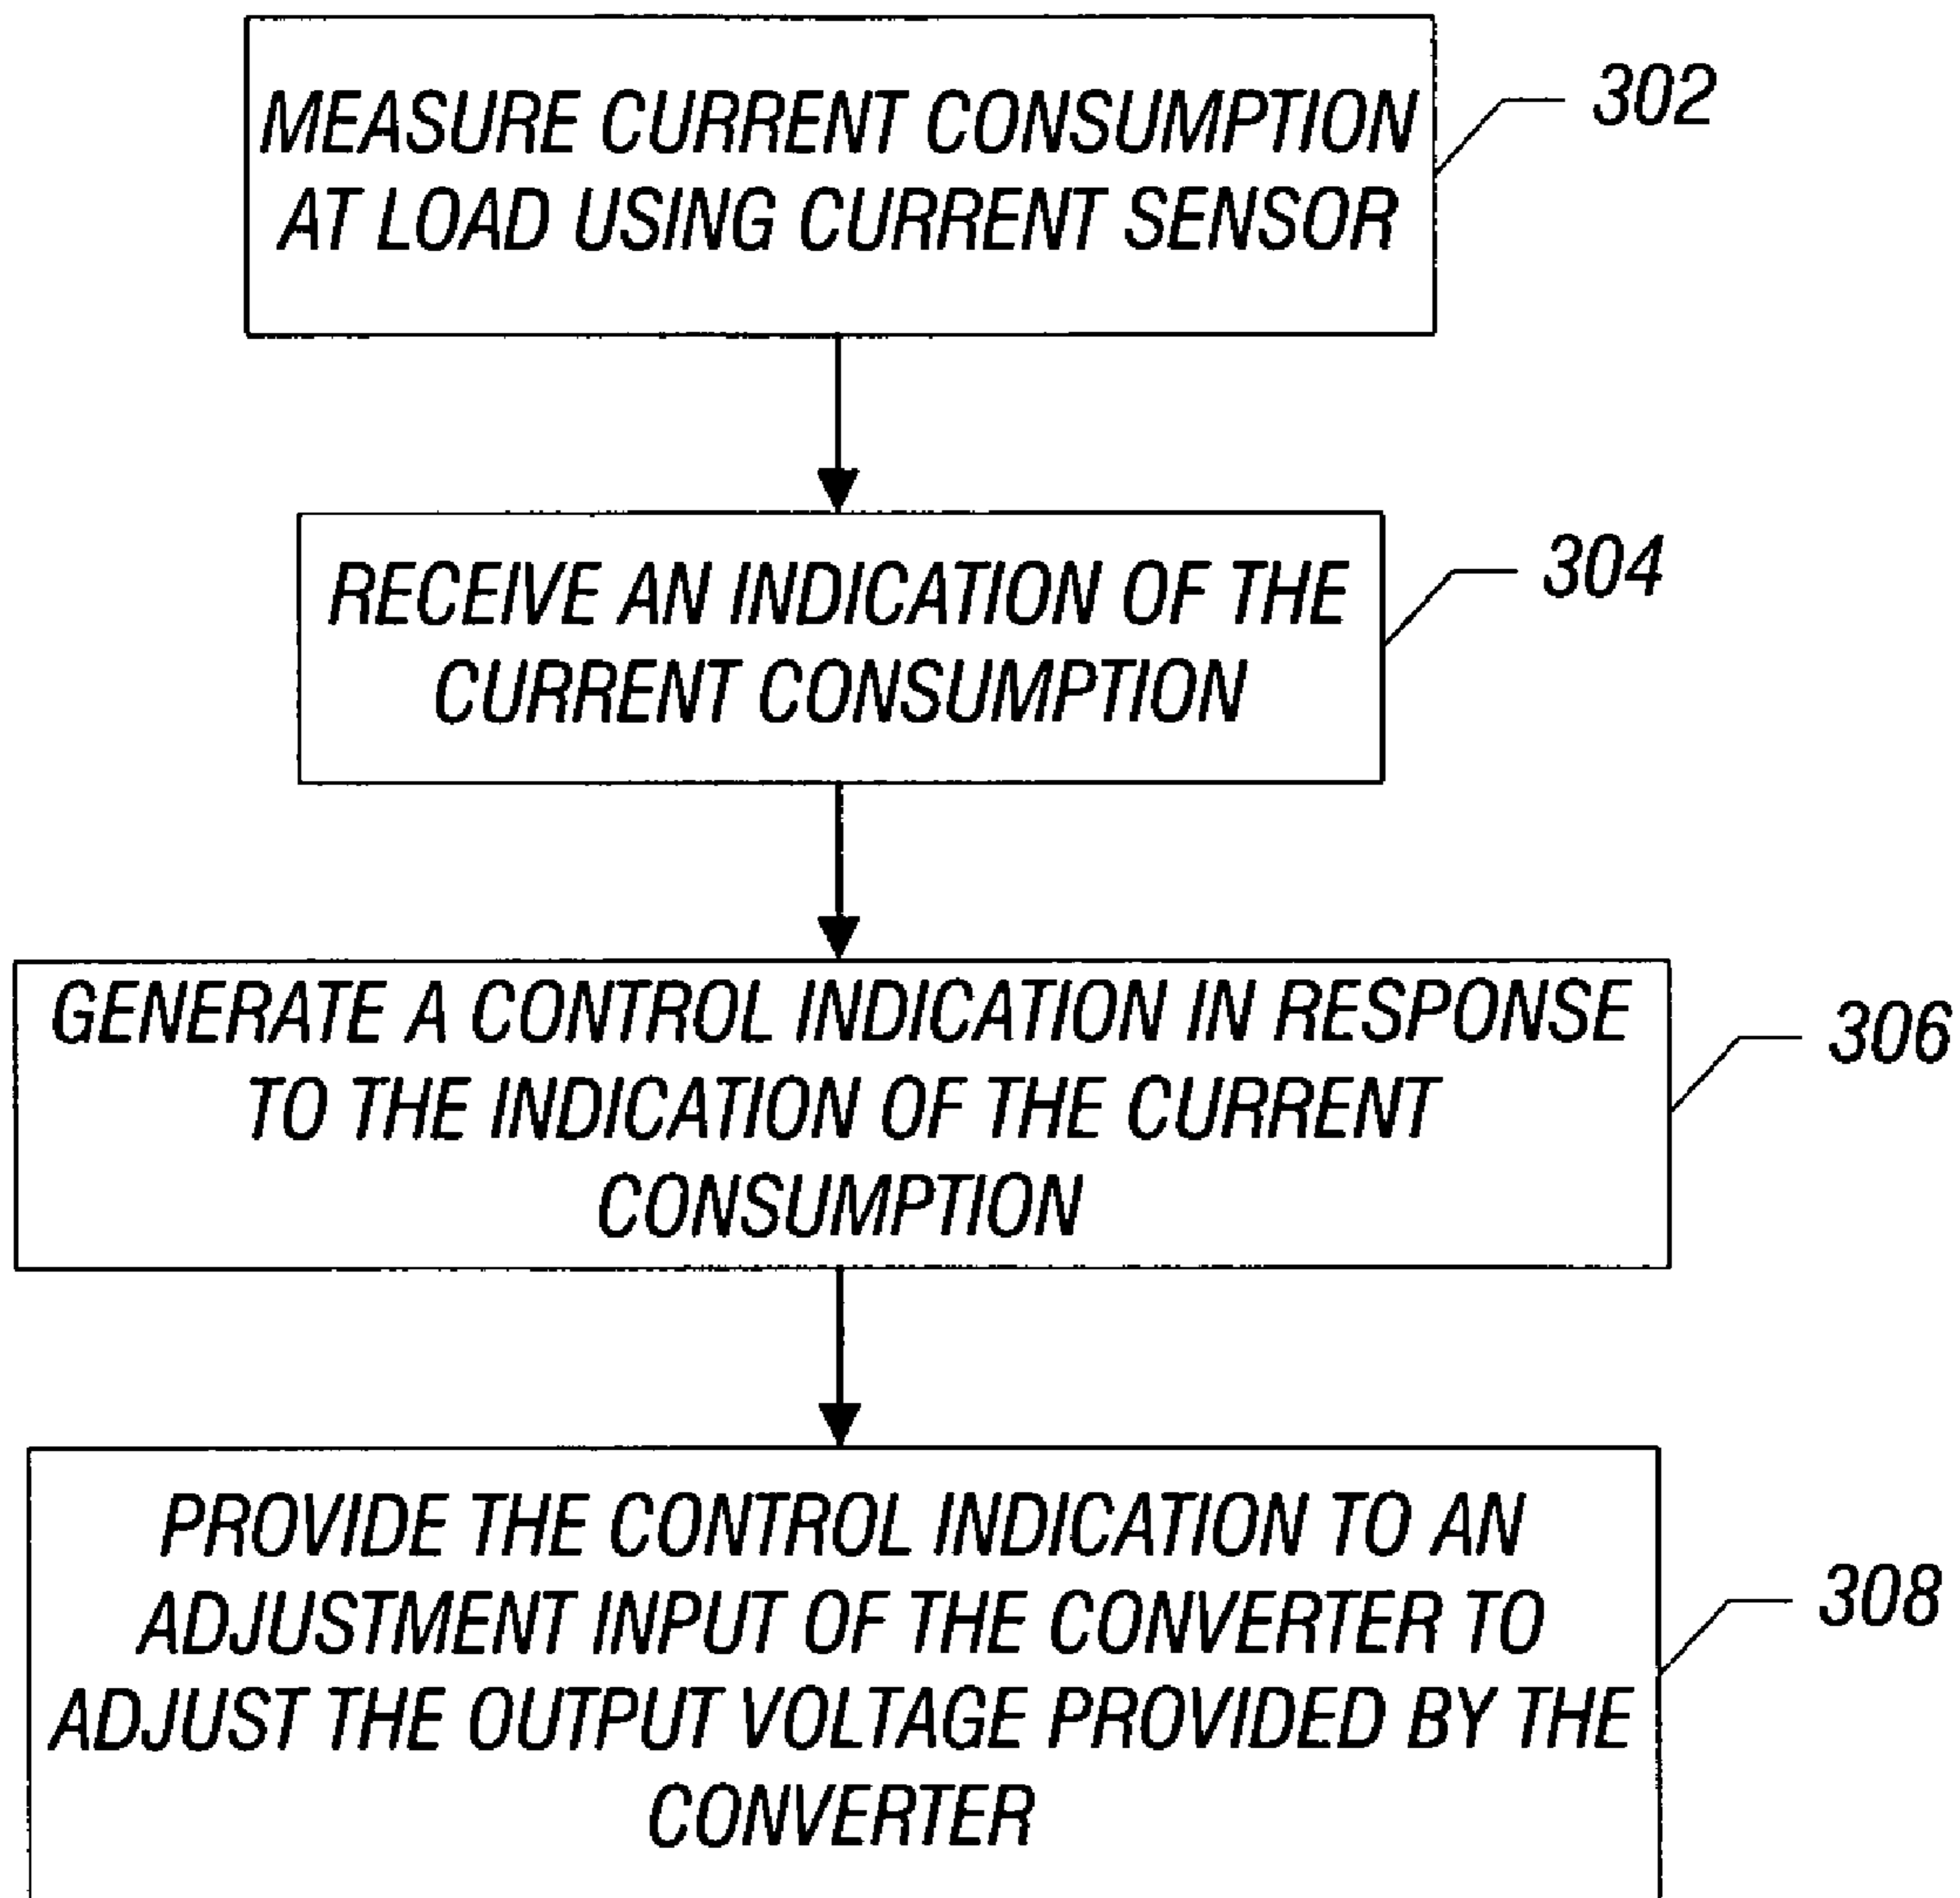 MEASURE CURRENT CONSUMPTION
AT LOAD USING CURRENT SENSOR
302
RECEIVE AN INDICATION OF THE
CURRENT CONSUMPTION
304
GENERATE A CONTROL INDICATION IN RESPONSE
TO THE INDICATION OF THE CURRENT
CONSUMPTION
306
PROVIDE THE CONTROL INDICATION TO AN
ADJUSTMENT INPUT OF THE CONVERTER TO
ADJUST THE OUTPUT VOLTAGE PROVIDED BY THE
CONVERTER
308